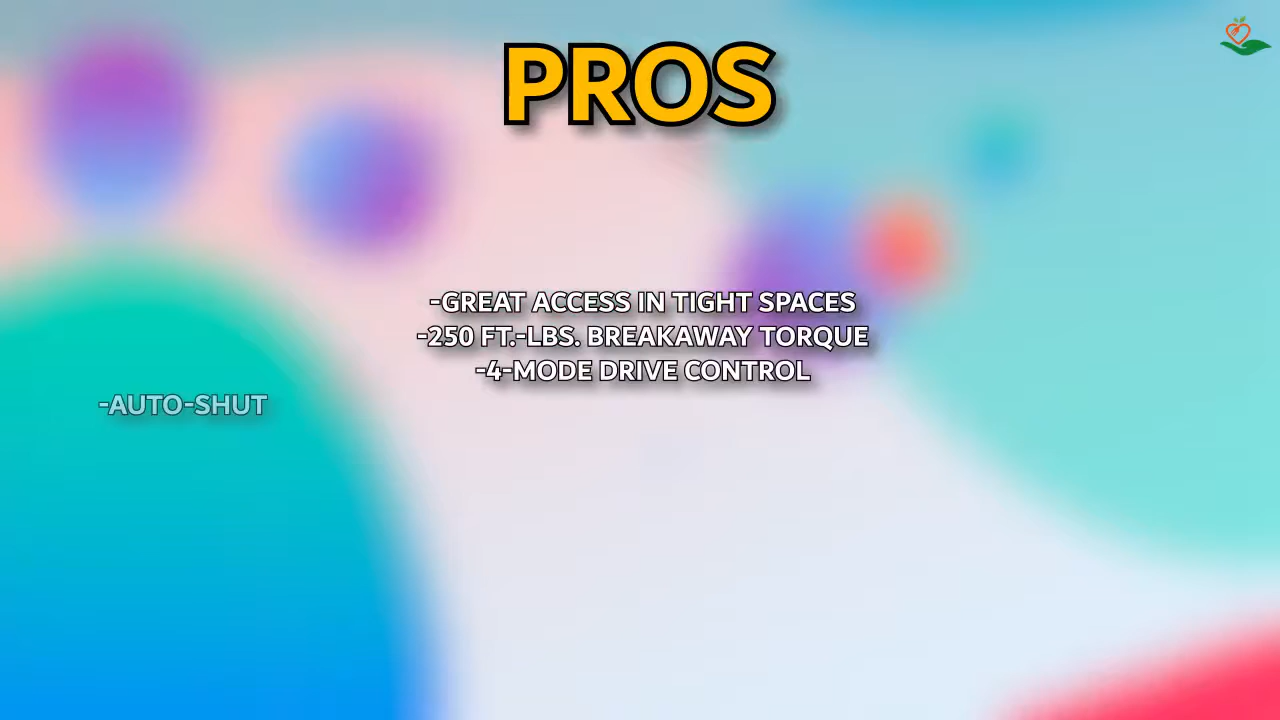 PROS
-GREAT ACCESS IN TIGHT SPACES
-250 FT.-LBS. BREAKAWAY TORQUE
-4-MODE DRIVE CONTROL
-AUTO-SHUT